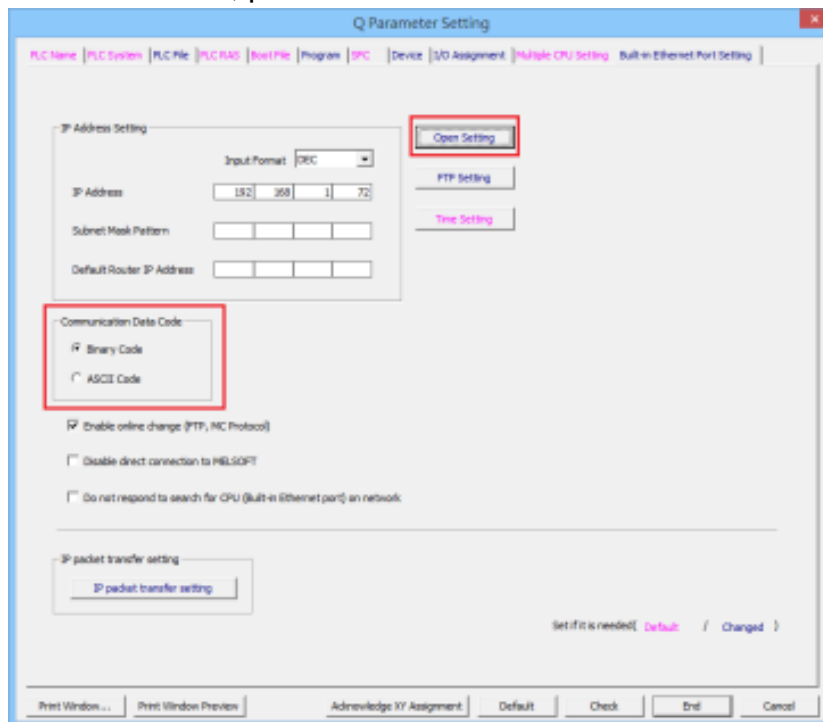 Q Parameter Setting
PLC Name PLC System PLC File PLC RAS Boot File Program SFC Device I/O Assignment Multiple CPU Setting Built-in Ethernet Port Setting
IP Address Setting
Open Setting
Input Format DEC
FTP Setting
IP Address 192 168 1 72
Time Setting
Subnet Mask Pattern
Default Router IP Address
Communication Data Code
Binary Code
ASCII Code
Enable online change (FTP, MC Protocol)
Disable direct connection to MELSOFT
Do not respond to search for CPU (Built-in Ethernet port) on network
IP packet transfer setting
IP packet transfer setting
Set if it is needed( Default / Changed )
Print Window... Print Window Preview Acknowledge XY Assignment Default Check End Cancel